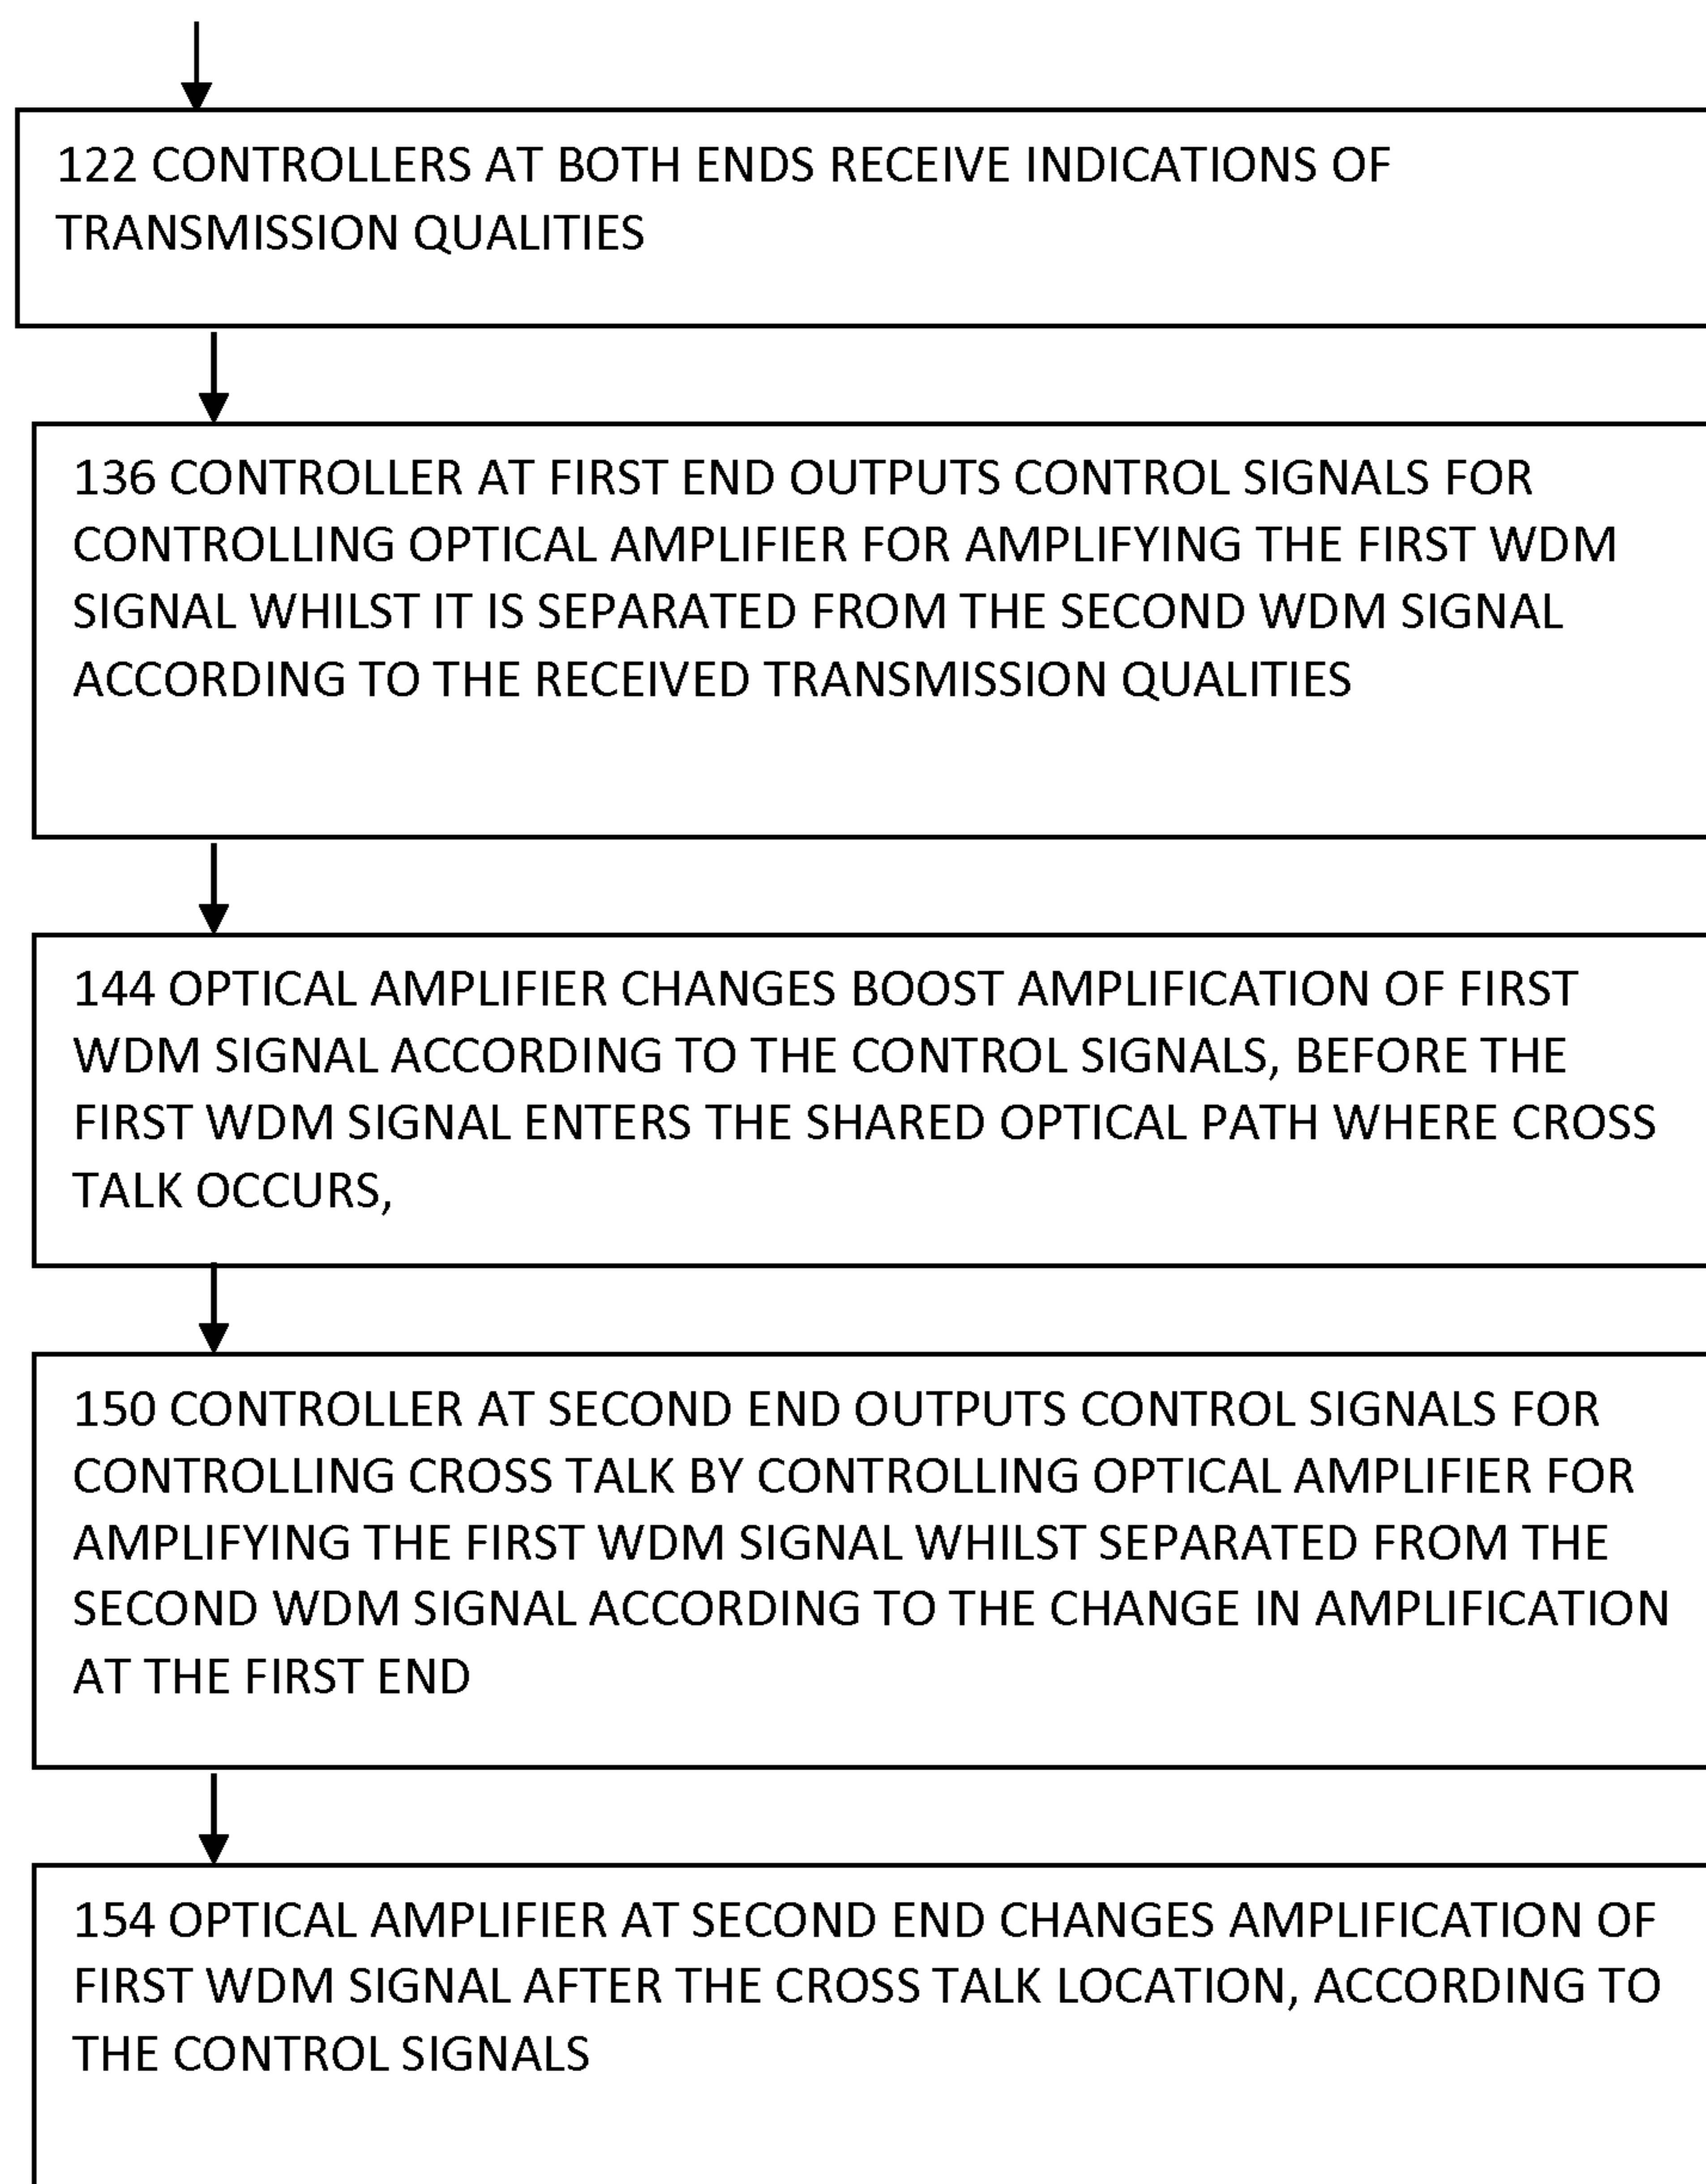 122 CONTROLLERS AT BOTH ENDS RECEIVE INDICATIONS OF
TRANSMISSION QUALITIES
136 CONTROLLER AT FIRST END OUTPUTS CONTROL SIGNALS FOR
CONTROLLING OPTICAL AMPLIFIER FOR AMPLIFYING THE FIRST WDM
SIGNAL WHILST IT IS SEPARATED FROM THE SECOND WDM SIGNAL
ACCORDING TO THE RECEIVED TRANSMISSION QUALITIES
144 OPTICAL AMPLIFIER CHANGES BOOST AMPLIFICATION OF FIRST
WDM SIGNAL ACCORDING TO THE CONTROL SIGNALS, BEFORE THE
FIRST WDM SIGNAL ENTERS THE SHARED OPTICAL PATH WHERE CROSS
TALK OCCURS,
150 CONTROLLER AT SECOND END OUTPUTS CONTROL SIGNALS FOR
CONTROLLING CROSS TALK BY CONTROLLING OPTICAL AMPLIFIER FOR
AMPLIFYING THE FIRST WDM SIGNAL WHILST SEPARATED FROM THE
SECOND WDM SIGNAL ACCORDING TO THE CHANGE IN AMPLIFICATION
AT THE FIRST END
154 OPTICAL AMPLIFIER AT SECOND END CHANGES AMPLIFICATION OF
FIRST WDM SIGNAL AFTER THE CROSS TALK LOCATION, ACCORDING TO
THE CONTROL SIGNALS